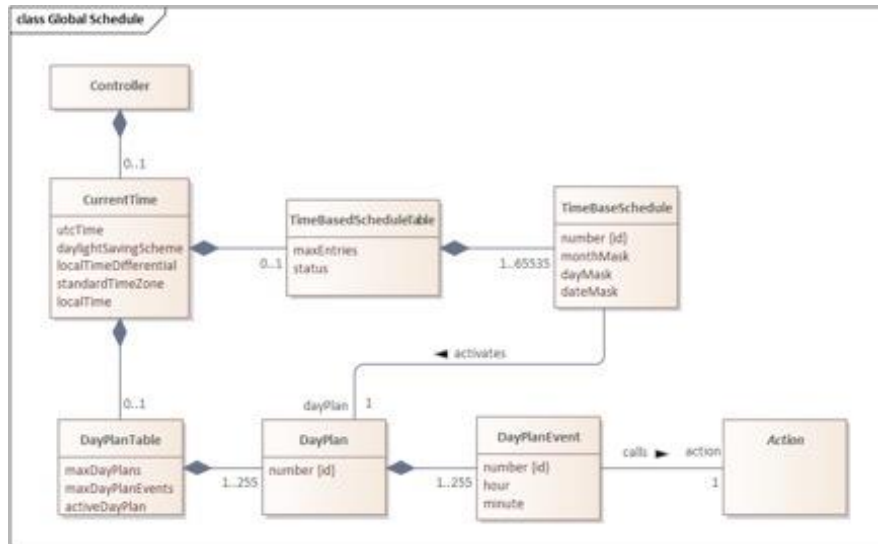 class Global Schedule
Controller
0..1
CurrentTime
utcTime
daylightSavingScheme
localTimeDifferential
standardTimeZone
localTime
0..1
TimeBasedScheduleTable
maxEntries
status
1..65535
TimeBaseSchedule
number {id}
monthMask
dayMask
dateMask
activates
0..1
dayPlan 1
DayPlanTable
maxDayPlans
maxDayPlanEvents
activeDayPlan
1..255
DayPlan
number {id}
1..255
DayPlanEvent
number {id}
hour
minute
calls
action
1
Action